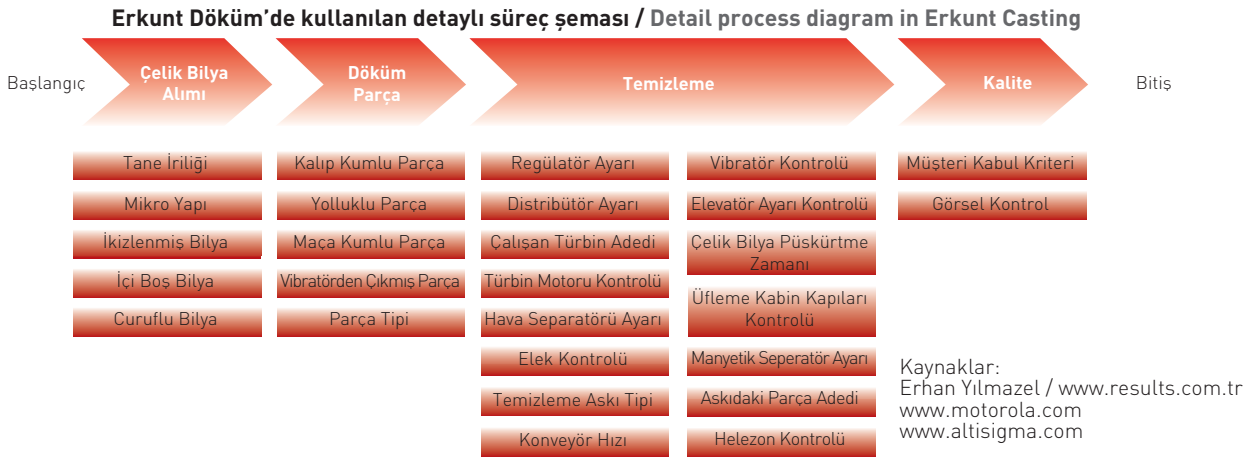 Erkunt Döküm’de kullanılan detaylı süreç şeması / Detail process diagram in Erkunt Casting
Başlangıç
Çelik Bilya
Alımı
Döküm
Parça
Temizleme
Kalite
Bitiş
Tane İriliği
Mikro Yapı
İkizlenmiş Bilya
İçi Boş Bilya
Curuflu Bilya
Kalıp Kumlu Parça
Yolluklu Parça
Maça Kumlu Parça
Vibratörden Çıkmış Parça
Parça Tipi
Regülatör Ayarı
Distribütör Ayarı
Çalışan Türbin Adedi
Türbin Motoru Kontrolü
Hava Separatörü Ayarı
Elek Kontrolü
Temizleme Askı Tipi
Konveyör Hızı
Vibratör Kontrolü
Elevatör Ayarı Kontrolü
Çelik Bilya Püskürtme
Zamanı
Üfleme Kabin Kapıları
Kontrolü
Manyetik Seperatör Ayarı
Askıdaki Parça Adedi
Helezon Kontrolü
Müşteri Kabul Kriteri
Görsel Kontrol
Kaynaklar:
Erhan Yılmazel / www.results.com.tr
www.motorola.com
www.altisigma.com